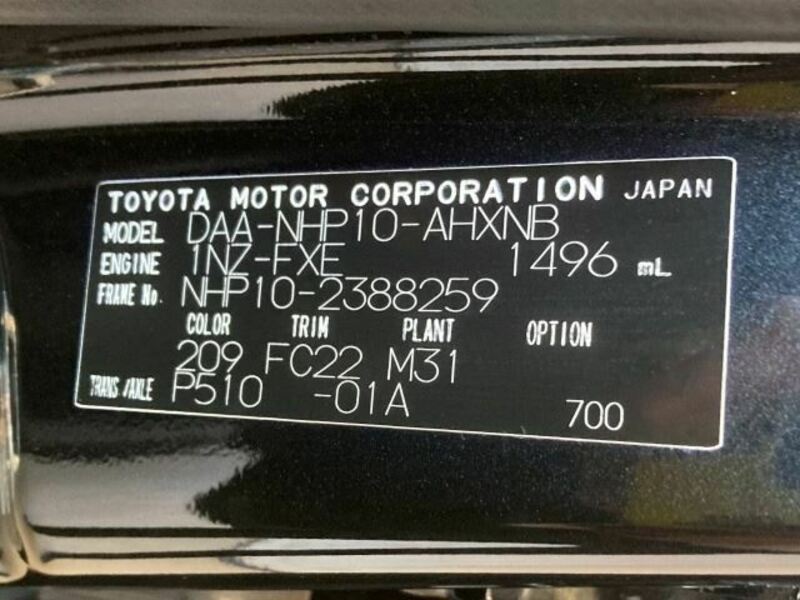 TOYOTA MOTOR CORPORATION JAPAN
MODEL DAA-NHP10-AHXNB
ENGINE 1NZ-FXE 1496 mL
FRAME No. NHP10-2388259
COLOR TRIM PLANT OPTION
209 FC22 M31
TRANS./AXLE P510 -01A 700